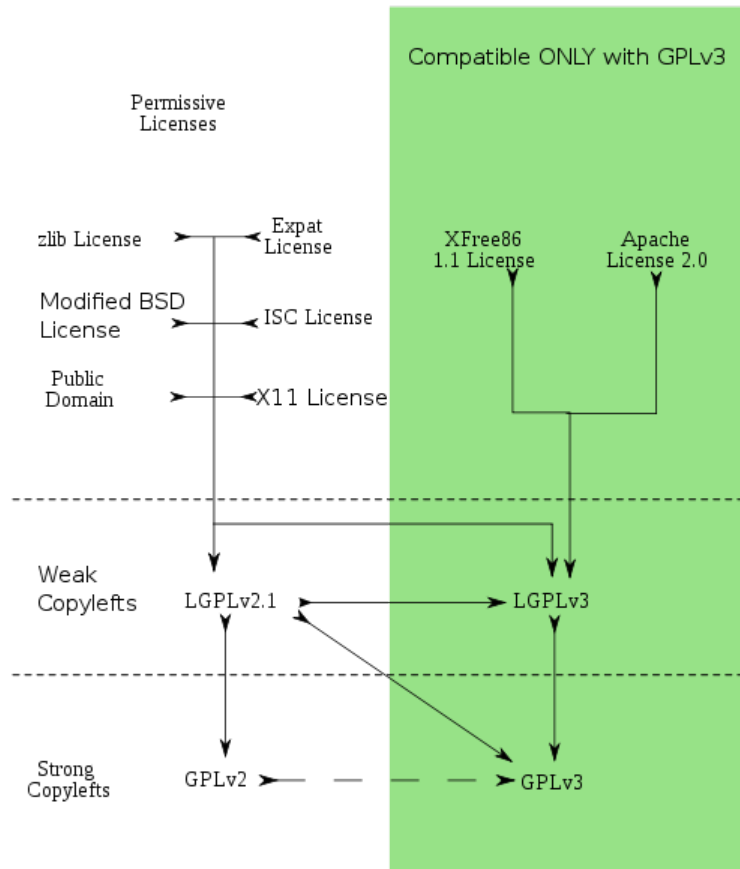 Compatible ONLY with GPLv3
Permissive
Licenses
zlib License
Expat
License
XFree86
1.1 License
Apache
License 2.0
Modified BSD
License
ISC License
Public
Domain
X11 License
Weak
Copylefts
LGPLv2.1
LGPLv3
Strong
Copylefts
GPLv2
GPLv3